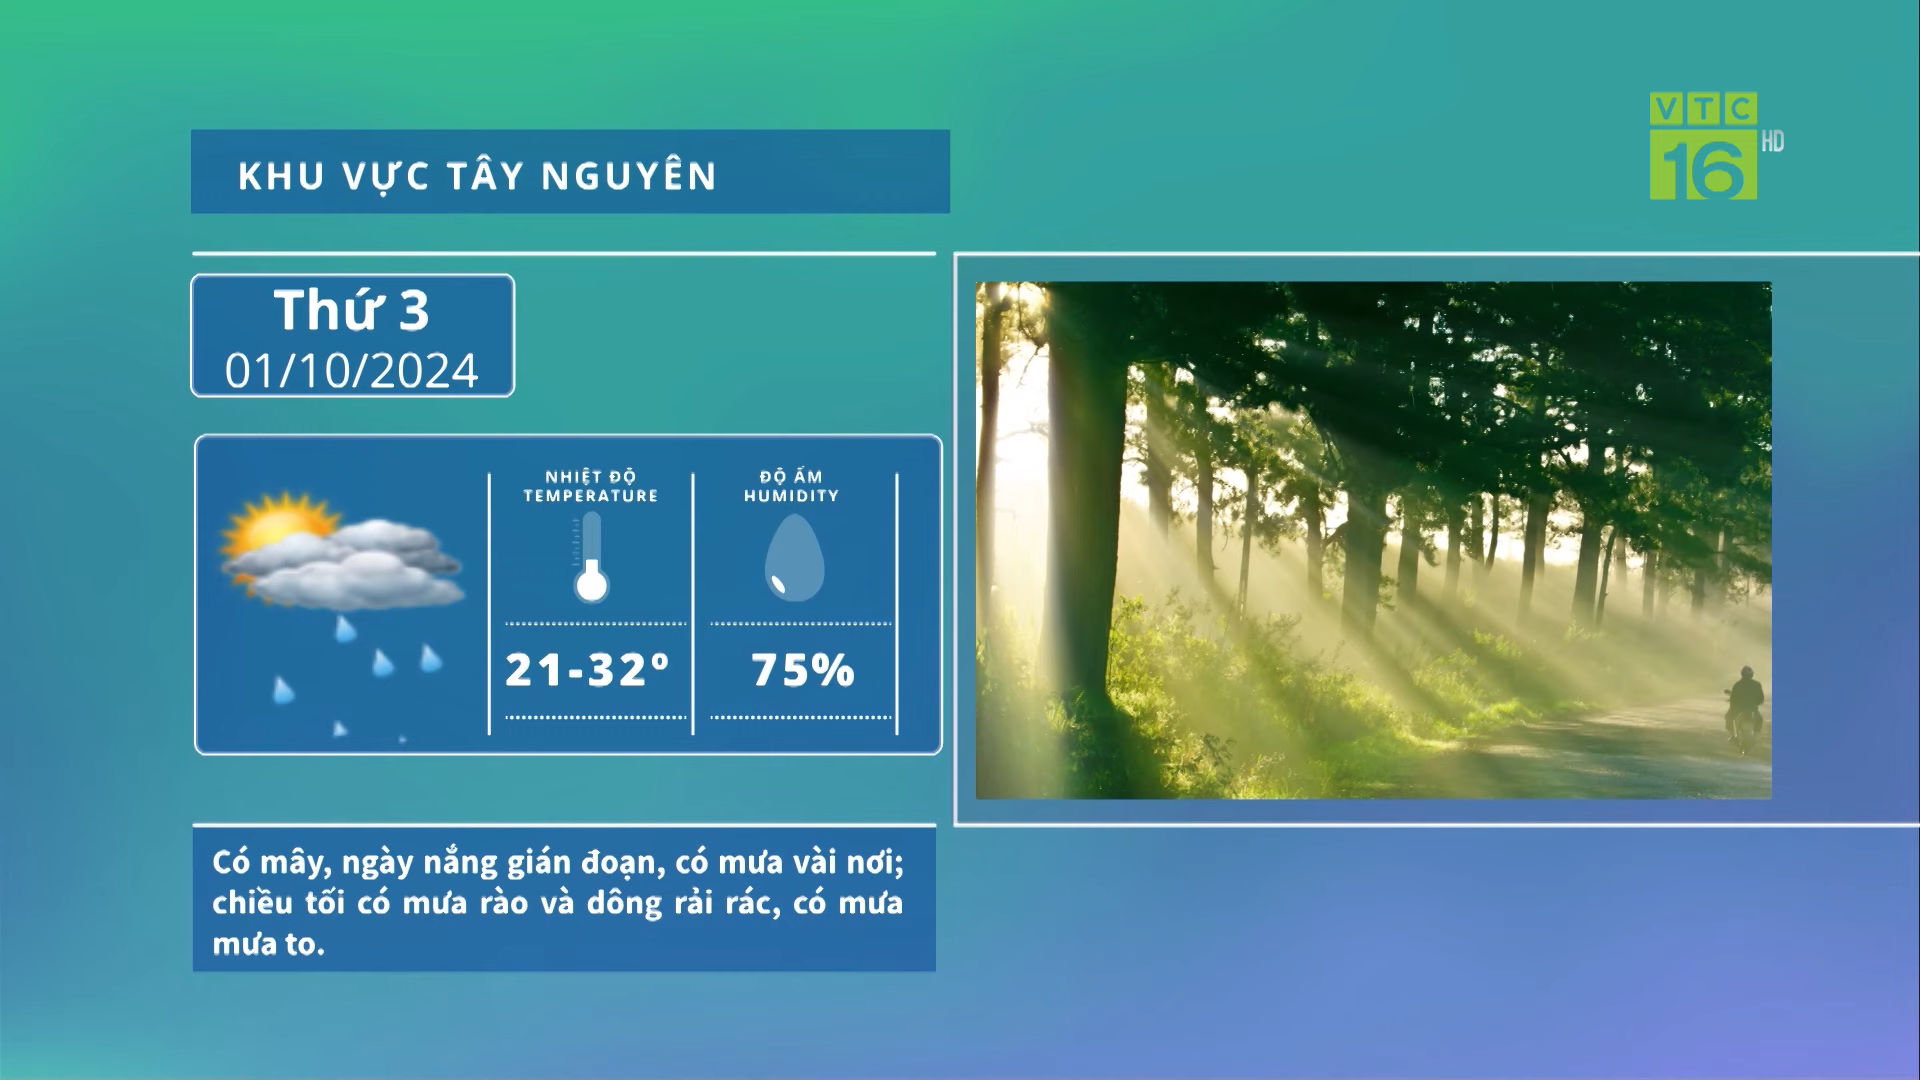 VTC
16 HD
KHU VỰC TÂY NGUYÊN
Thứ 3
01/10/2024
NHIỆT ĐỘ
TEMPERATURE
21-32º
ĐỘ ẨM
HUMIDITY
75%
Có mây, ngày nắng gián đoạn, có mưa vài nơi;
chiều tối có mưa rào và dông rải rác, có mưa
mưa to.